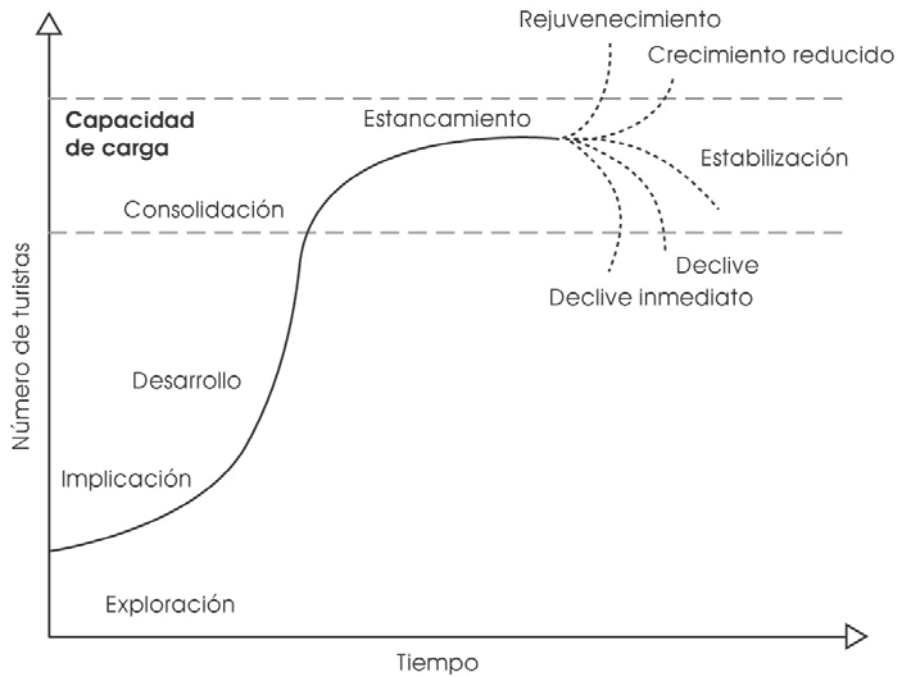 Rejuvenecimiento
Crecimiento reducido
Capacidad
de carga
Estancamiento
Estabilización
Consolidación
Declive
Declive inmediato
Número de turistas
Desarrollo
Implicación
Exploración
Tiempo